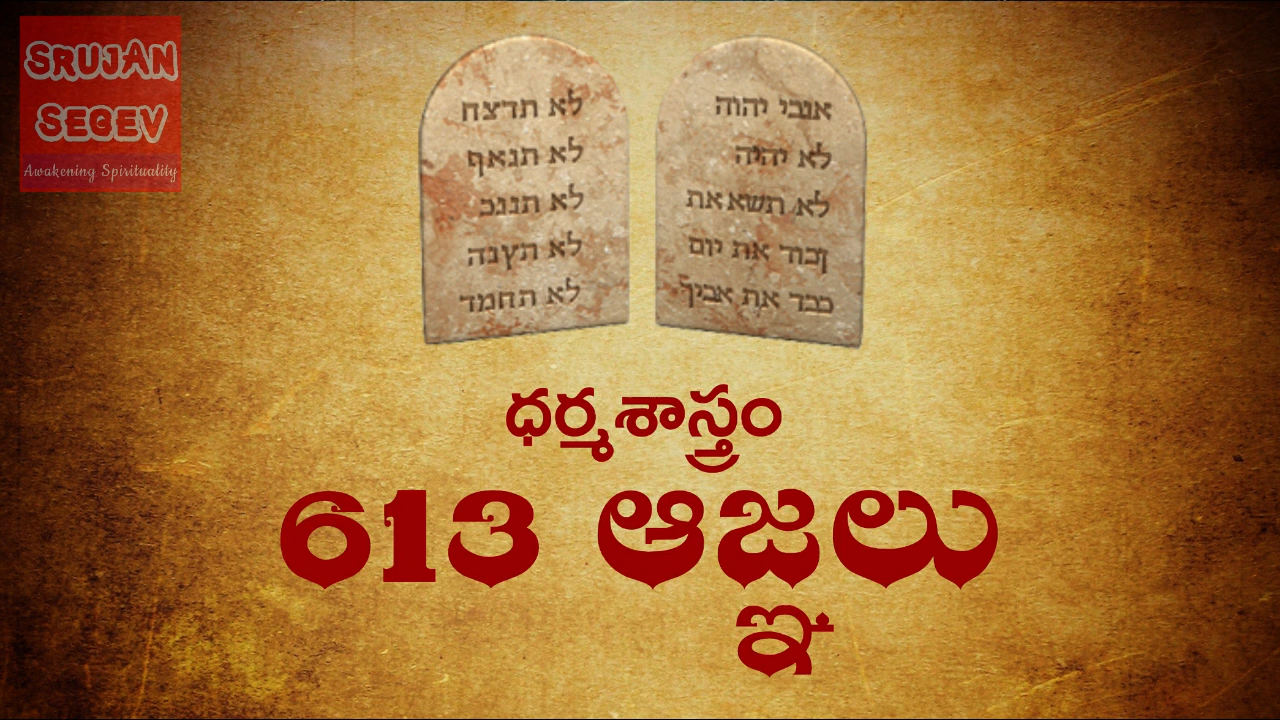 SRUJAN
SEGEV
Awakening Spirituality
אנכי יהוה
לא יהיה
לא תשא את
זכור את יום
כבד את אביך
לא תרצח
לא תנאף
לא תגנב
לא תענה
לא תחמד
ధర్మశాస్త్రం
613 ఆజ్ఞలు